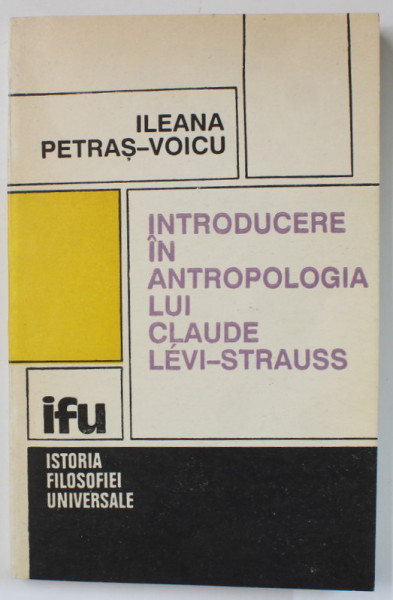 ILEANA
PETRAȘ-VOICU
INTRODUCERE
ÎN
ANTROPOLOGIA
LUI
CLAUDE
LÉVI-STRAUSS
ifu
ISTORIA
FILOSOFIEI
UNIVERSALE